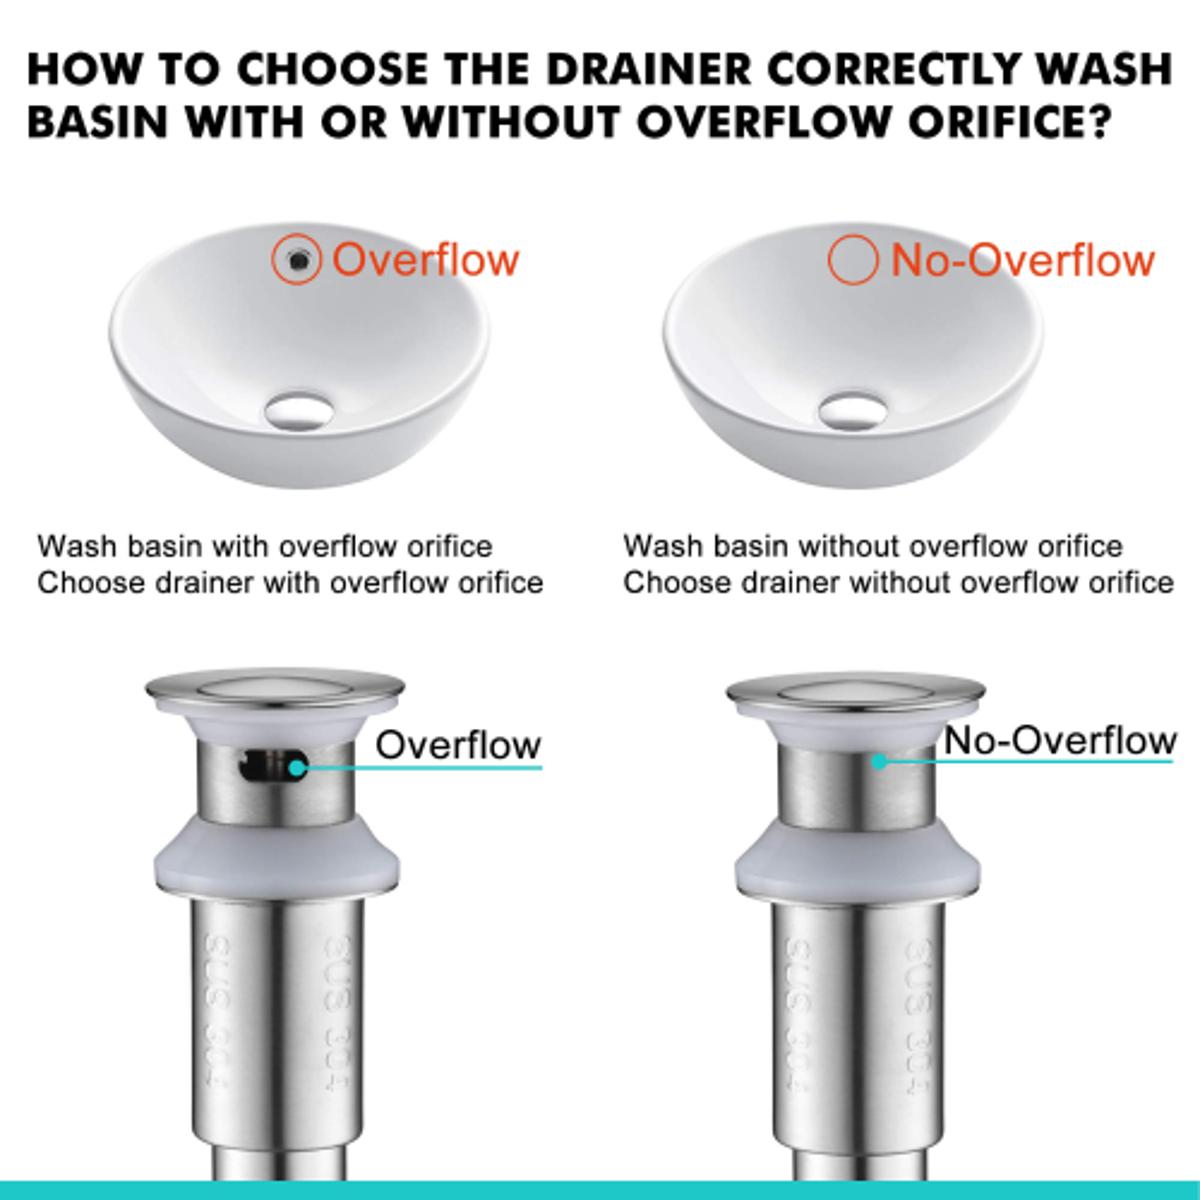 HOW TO CHOOSE THE DRAINER CORRECTLY WASH
BASIN WITH OR WITHOUT OVERFLOW ORIFICE?
Overflow
No-Overflow
Wash basin with overflow orifice
Choose drainer with overflow orifice
Wash basin without overflow orifice
Choose drainer without overflow orifice
Overflow
No-Overflow
SUS 304
SUS 304
SUS 304
SUS 304